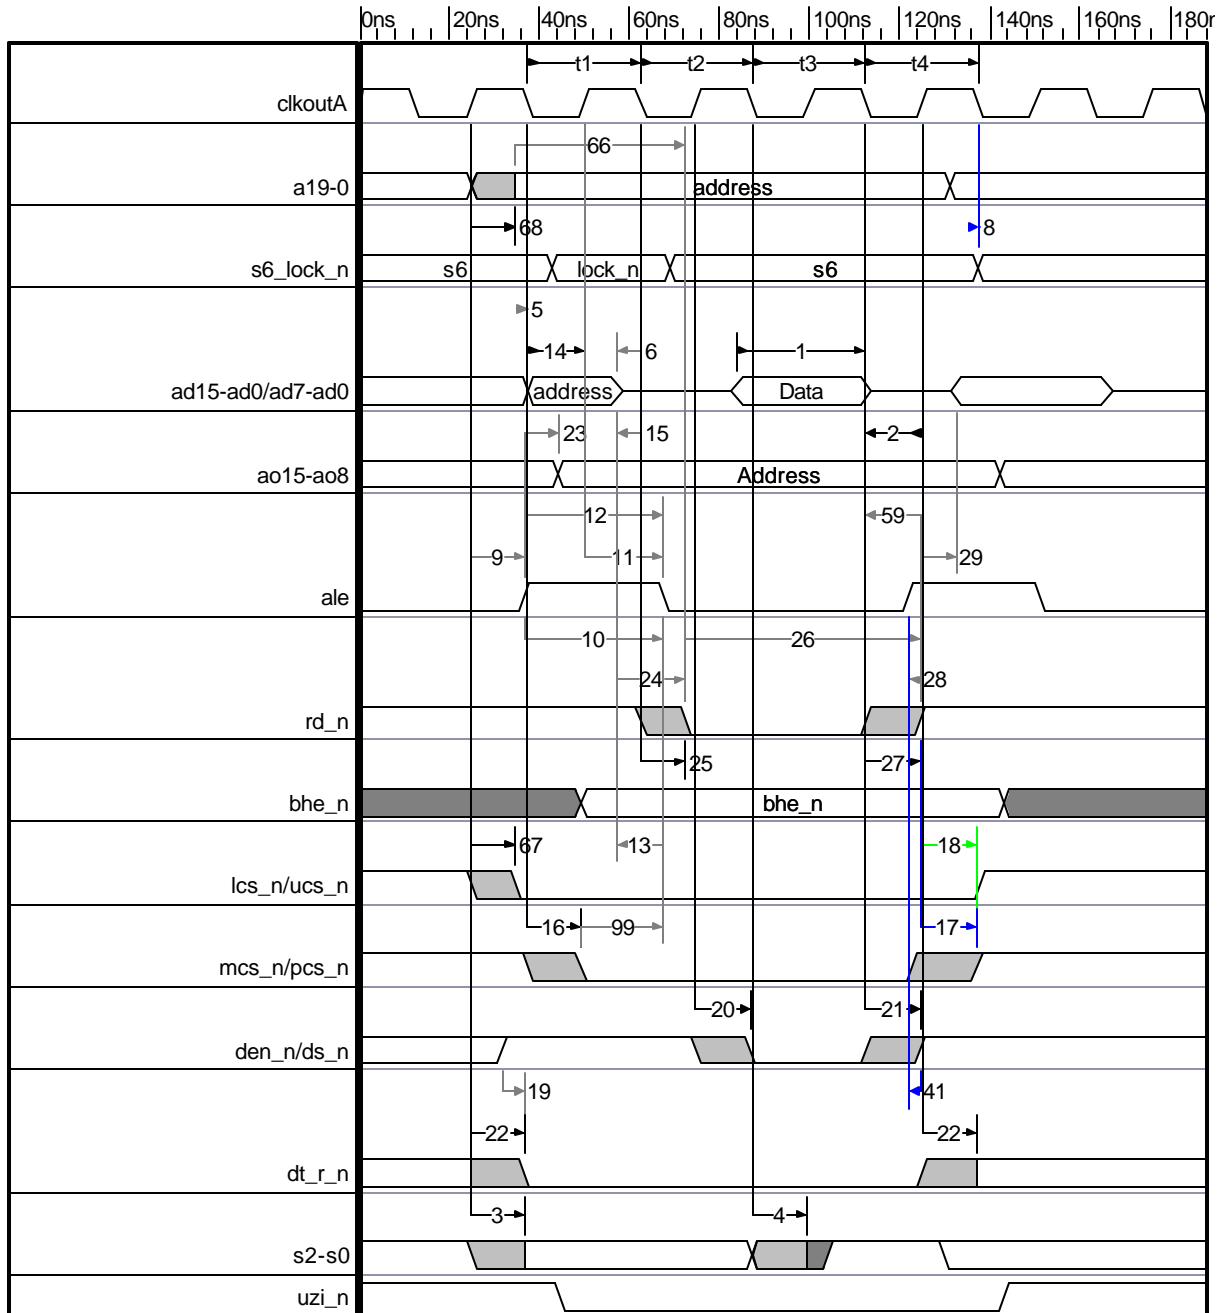 0ns 20ns 40ns 60ns 80ns 100ns 120ns 140ns 160ns 180n
t1 t2 t3 t4
clkoutA
66
a19-0 address
68 8
s6_lock_n s6 lock_n s6
5
14 6 1
ad15-ad0/ad7-ad0 address Data
23 15 2
ao15-ao8 Address
12 59
9 11 29
ale
10 26
24 28
rd_n
25 27
bhe_n bhe_n
67 13 18
lcs_n/ucs_n
16 99 17
mcs_n/pcs_n
20 21
den_n/ds_n
19 41
22 22
dt_r_n
3 4
s2-s0
uzi_n